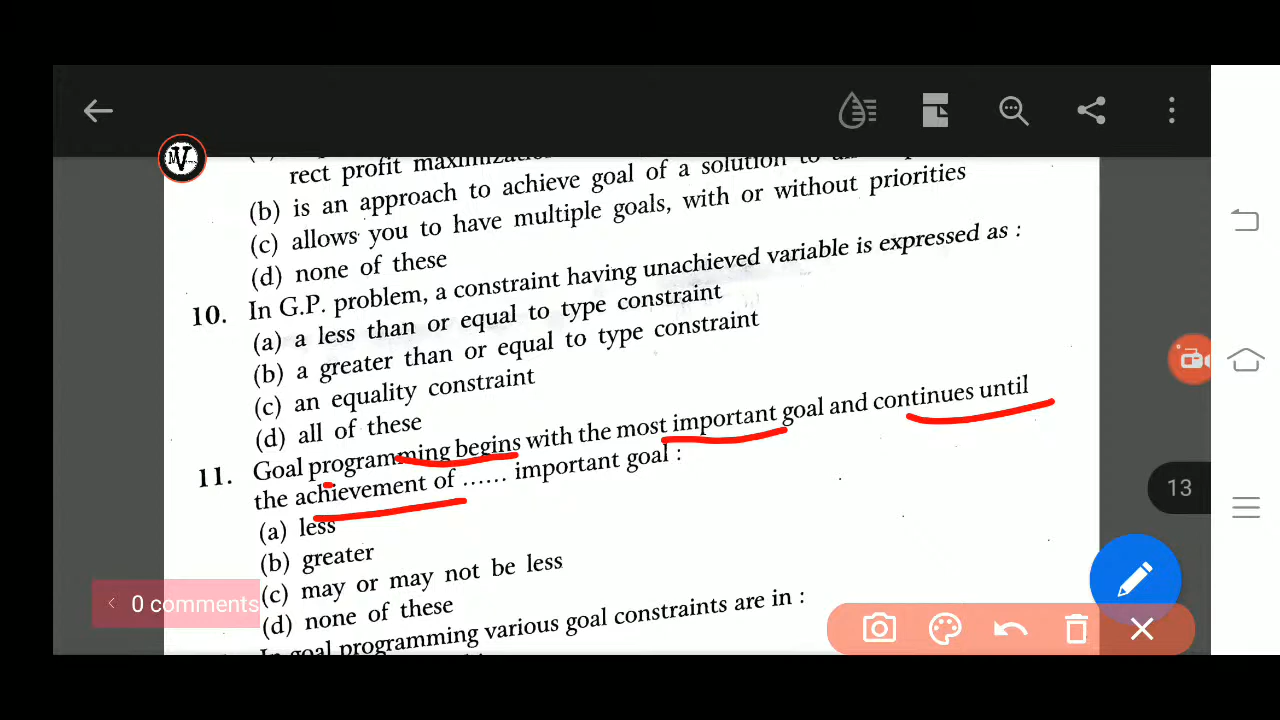 rect profit
(b) is an approach to achieve goal of a solution to
(c) allows you to have multiple goals, with or without priorities
(d) none of these
10. In G.P. problem, a constraint having unachieved variable is expressed as :
(a) a less than or equal to type constraint
(b) a greater than or equal to type constraint
(c) an equality constraint
(d) all of these
11. Goal programming begins with the most important goal and continues until
the achievement of ...... important goal :
(a) less
(b) greater
(c) may or may not be less
(d) none of these
In goal programming various goal constraints are in :
V
13
0 comments